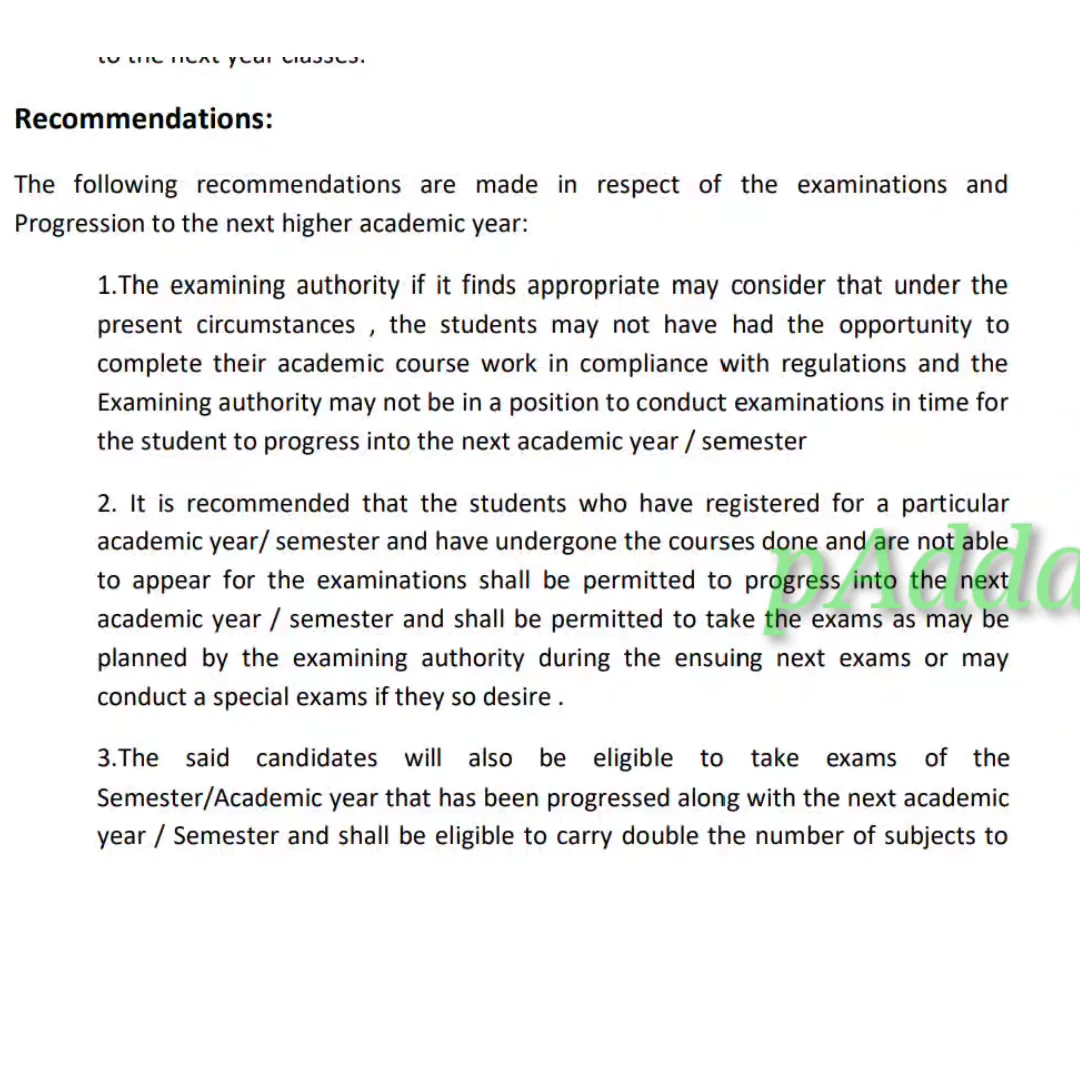 to the next year classes.
Recommendations:
The following recommendations are made in respect of the examinations and
Progression to the next higher academic year:
1.The examining authority if it finds appropriate may consider that under the
present circumstances , the students may not have had the opportunity to
complete their academic course work in compliance with regulations and the
Examining authority may not be in a position to conduct examinations in time for
the student to progress into the next academic year / semester
2. It is recommended that the students who have registered for a particular
academic year/ semester and have undergone the courses done and are not able
to appear for the examinations shall be permitted to progress into the next
academic year / semester and shall be permitted to take the exams as may be
planned by the examining authority during the ensuing next exams or may
conduct a special exams if they so desire .
3.The said candidates will also be eligible to take exams of the
Semester/Academic year that has been progressed along with the next academic
year / Semester and shall be eligible to carry double the number of subjects to
pAdda